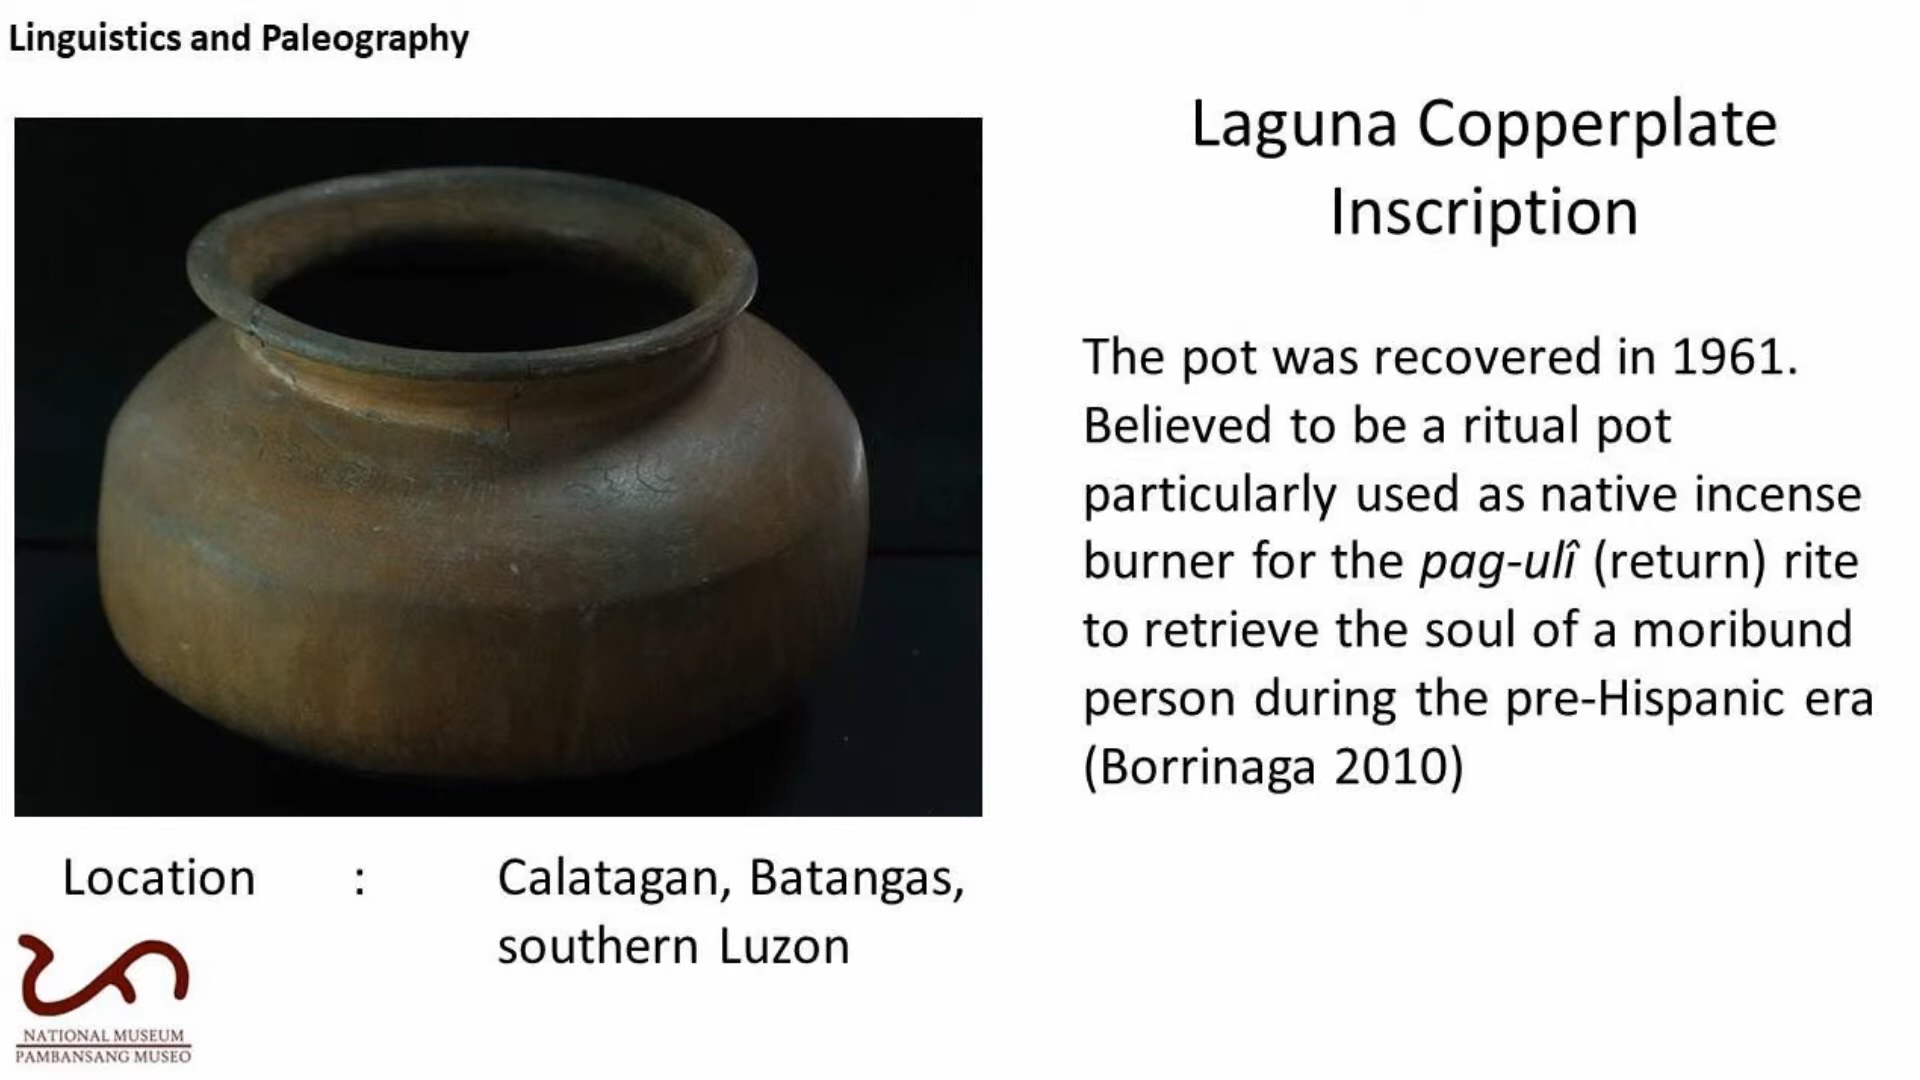 Linguistics and Paleography
Laguna Copperplate
Inscription
The pot was recovered in 1961.
Believed to be a ritual pot
particularly used as native incense
burner for the pag-ulî (return) rite
to retrieve the soul of a moribund
person during the pre-Hispanic era
(Borrinaga 2010)
Location : Calatagan, Batangas,
southern Luzon
NATIONAL MUSEUM
PAMBANSANG MUSEO